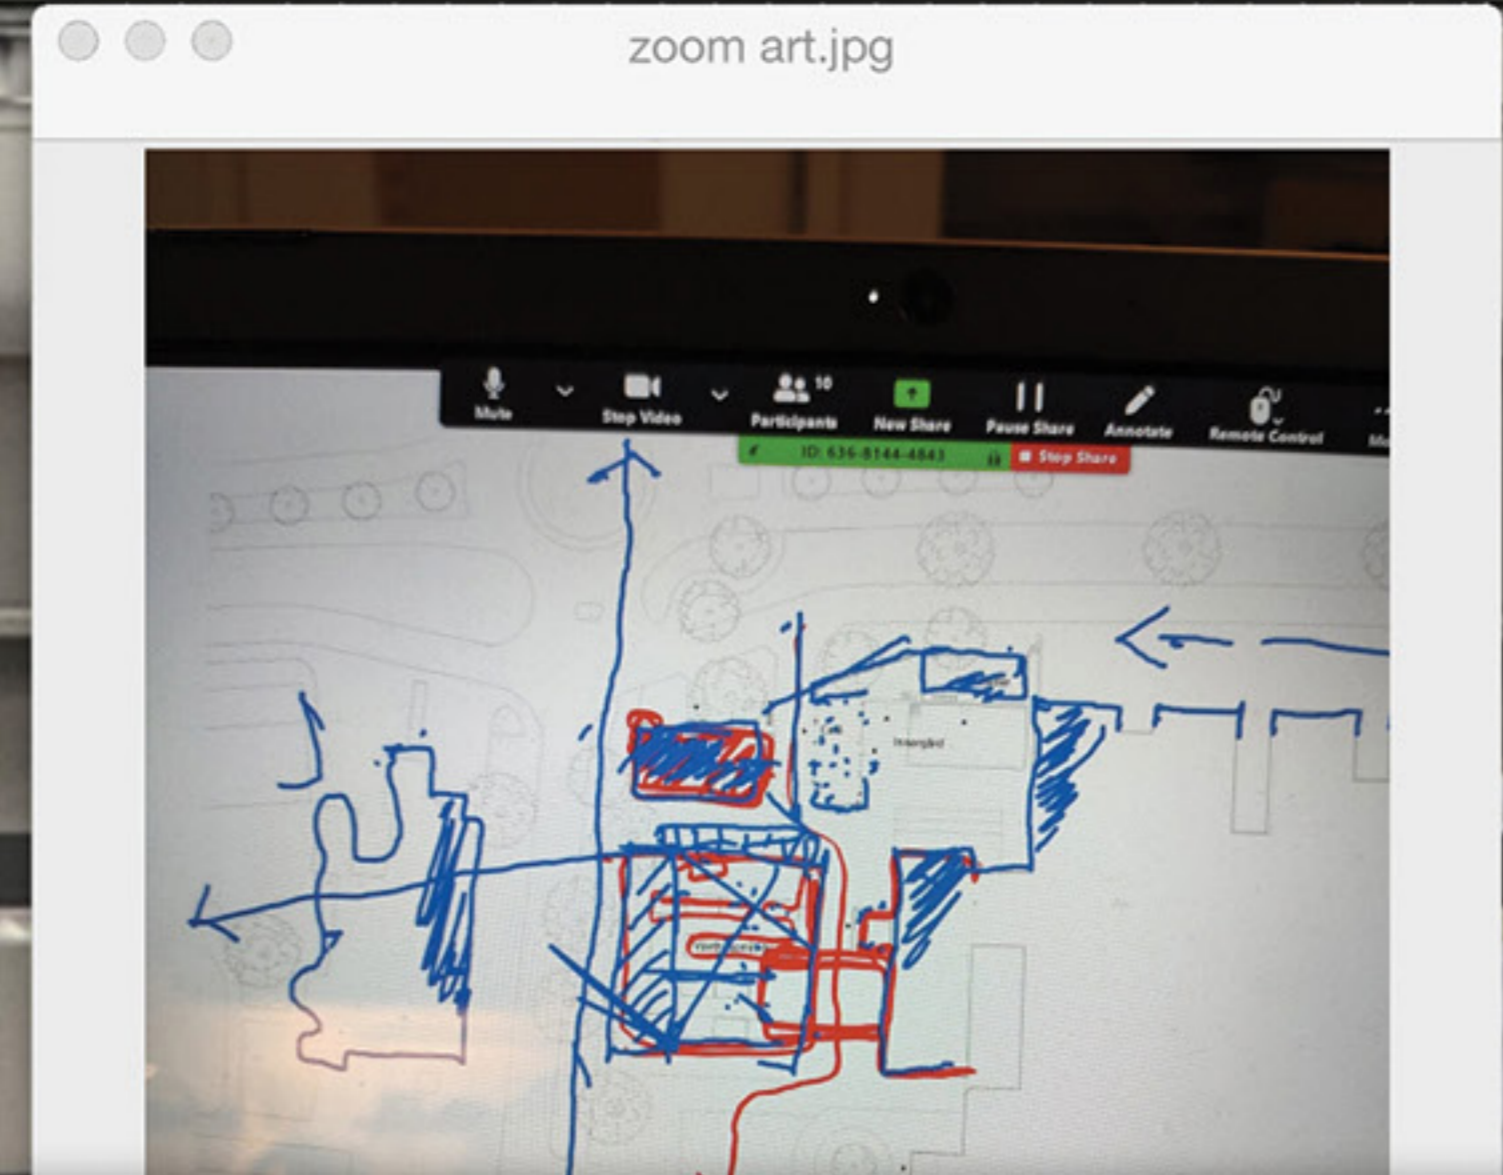 zoom art.jpg
Mute
Stop Video
Participants 10
New Share
Pause Share
Annotate
Remote Control
ID: 636-8144-4843
Stop Share